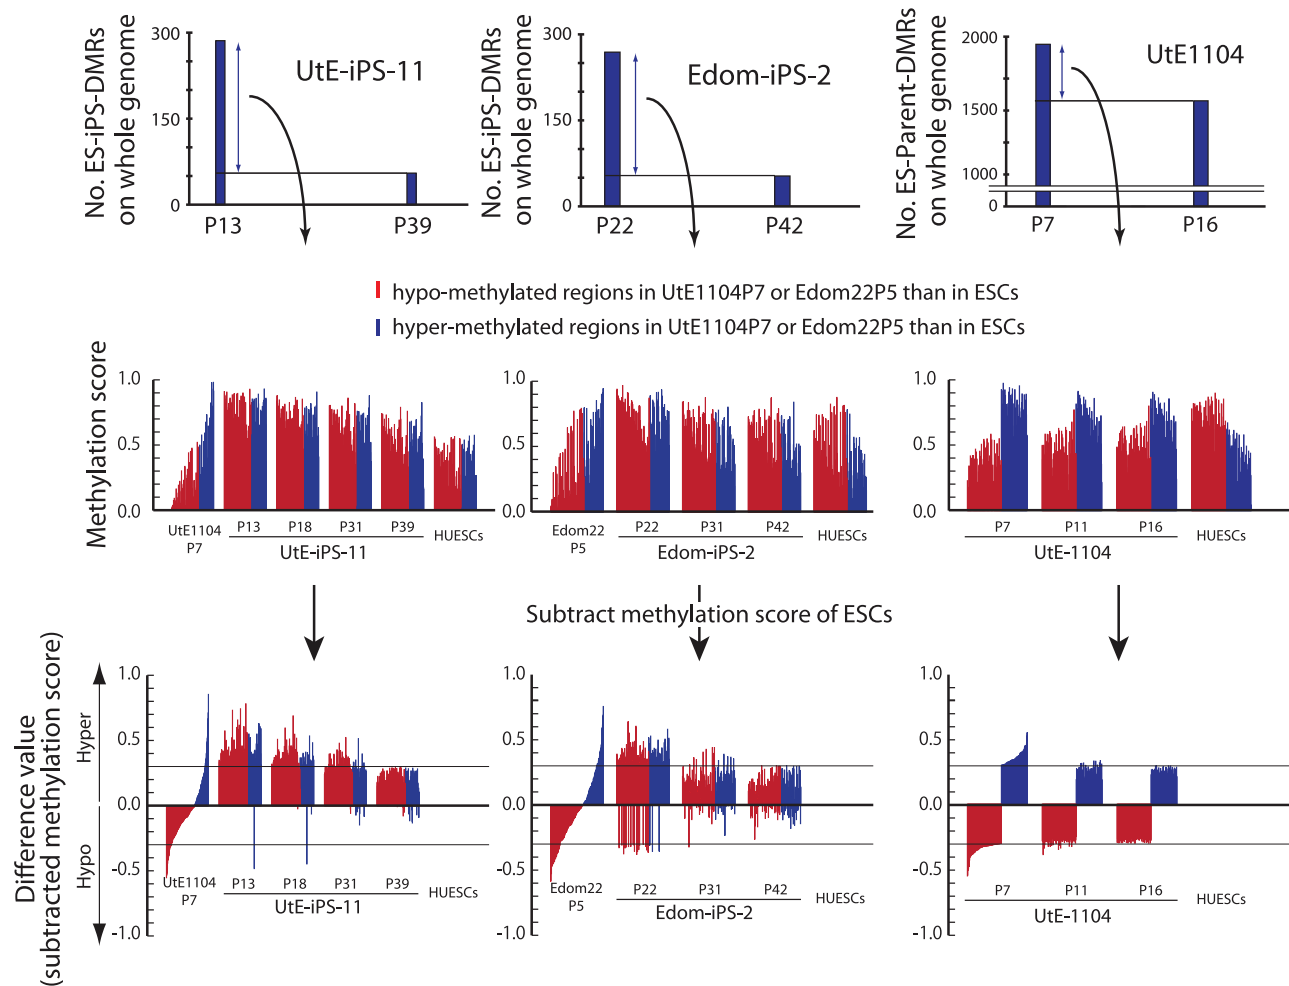 No. ES-iPS-DMRs
on whole genome
300
150
0
UtE-iPS-11
P13
P39
No. ES-iPS-DMRs
on whole genome
300
150
0
Edom-iPS-2
P22
P42
No. ES-Parent-DMRs
on whole genome
2000
1500
1000
0
UtE1104
P7
P16
hypo-methylated regions in UtE1104P7 or Edom22P5 than in ESCs
hyper-methylated regions in UtE1104P7 or Edom22P5 than in ESCs
Methylation score
1.0
0.5
0.0
UtE1104
P7
P13
P18
P31
P39
HUESCs
UtE-iPS-11
1.0
0.5
0.0
Edom22
P5
P22
P31
P42
HUESCs
Edom-iPS-2
1.0
0.5
0.0
P7
P11
P16
HUESCs
UtE-1104
Subtract methylation score of ESCs
Difference value
(subtracted methylation score)
Hyper
Hypo
1.0
0.5
0.0
-0.5
-1.0
UtE1104
P7
P13
P18
P31
P39
HUESCs
UtE-iPS-11
1.0
0.5
0.0
-0.5
-1.0
Edom22
P5
P22
P31
P42
HUESCs
Edom-iPS-2
1.0
0.5
0.0
-0.5
-1.0
P7
P11
P16
HUESCs
UtE-1104